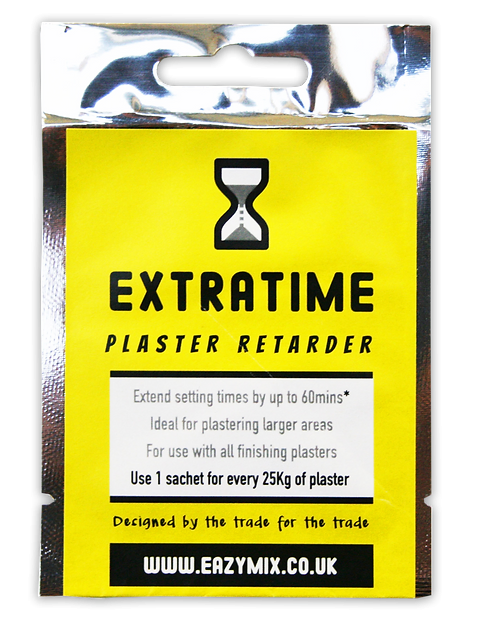 EXTRATIME
PLASTER RETARDER
Extend setting times by up to 60mins*
Ideal for plastering larger areas
For use with all finishing plasters
Use 1 sachet for every 25Kg of plaster
Designed by the trade for the trade
WWW.EAZYMIX.CO.UK